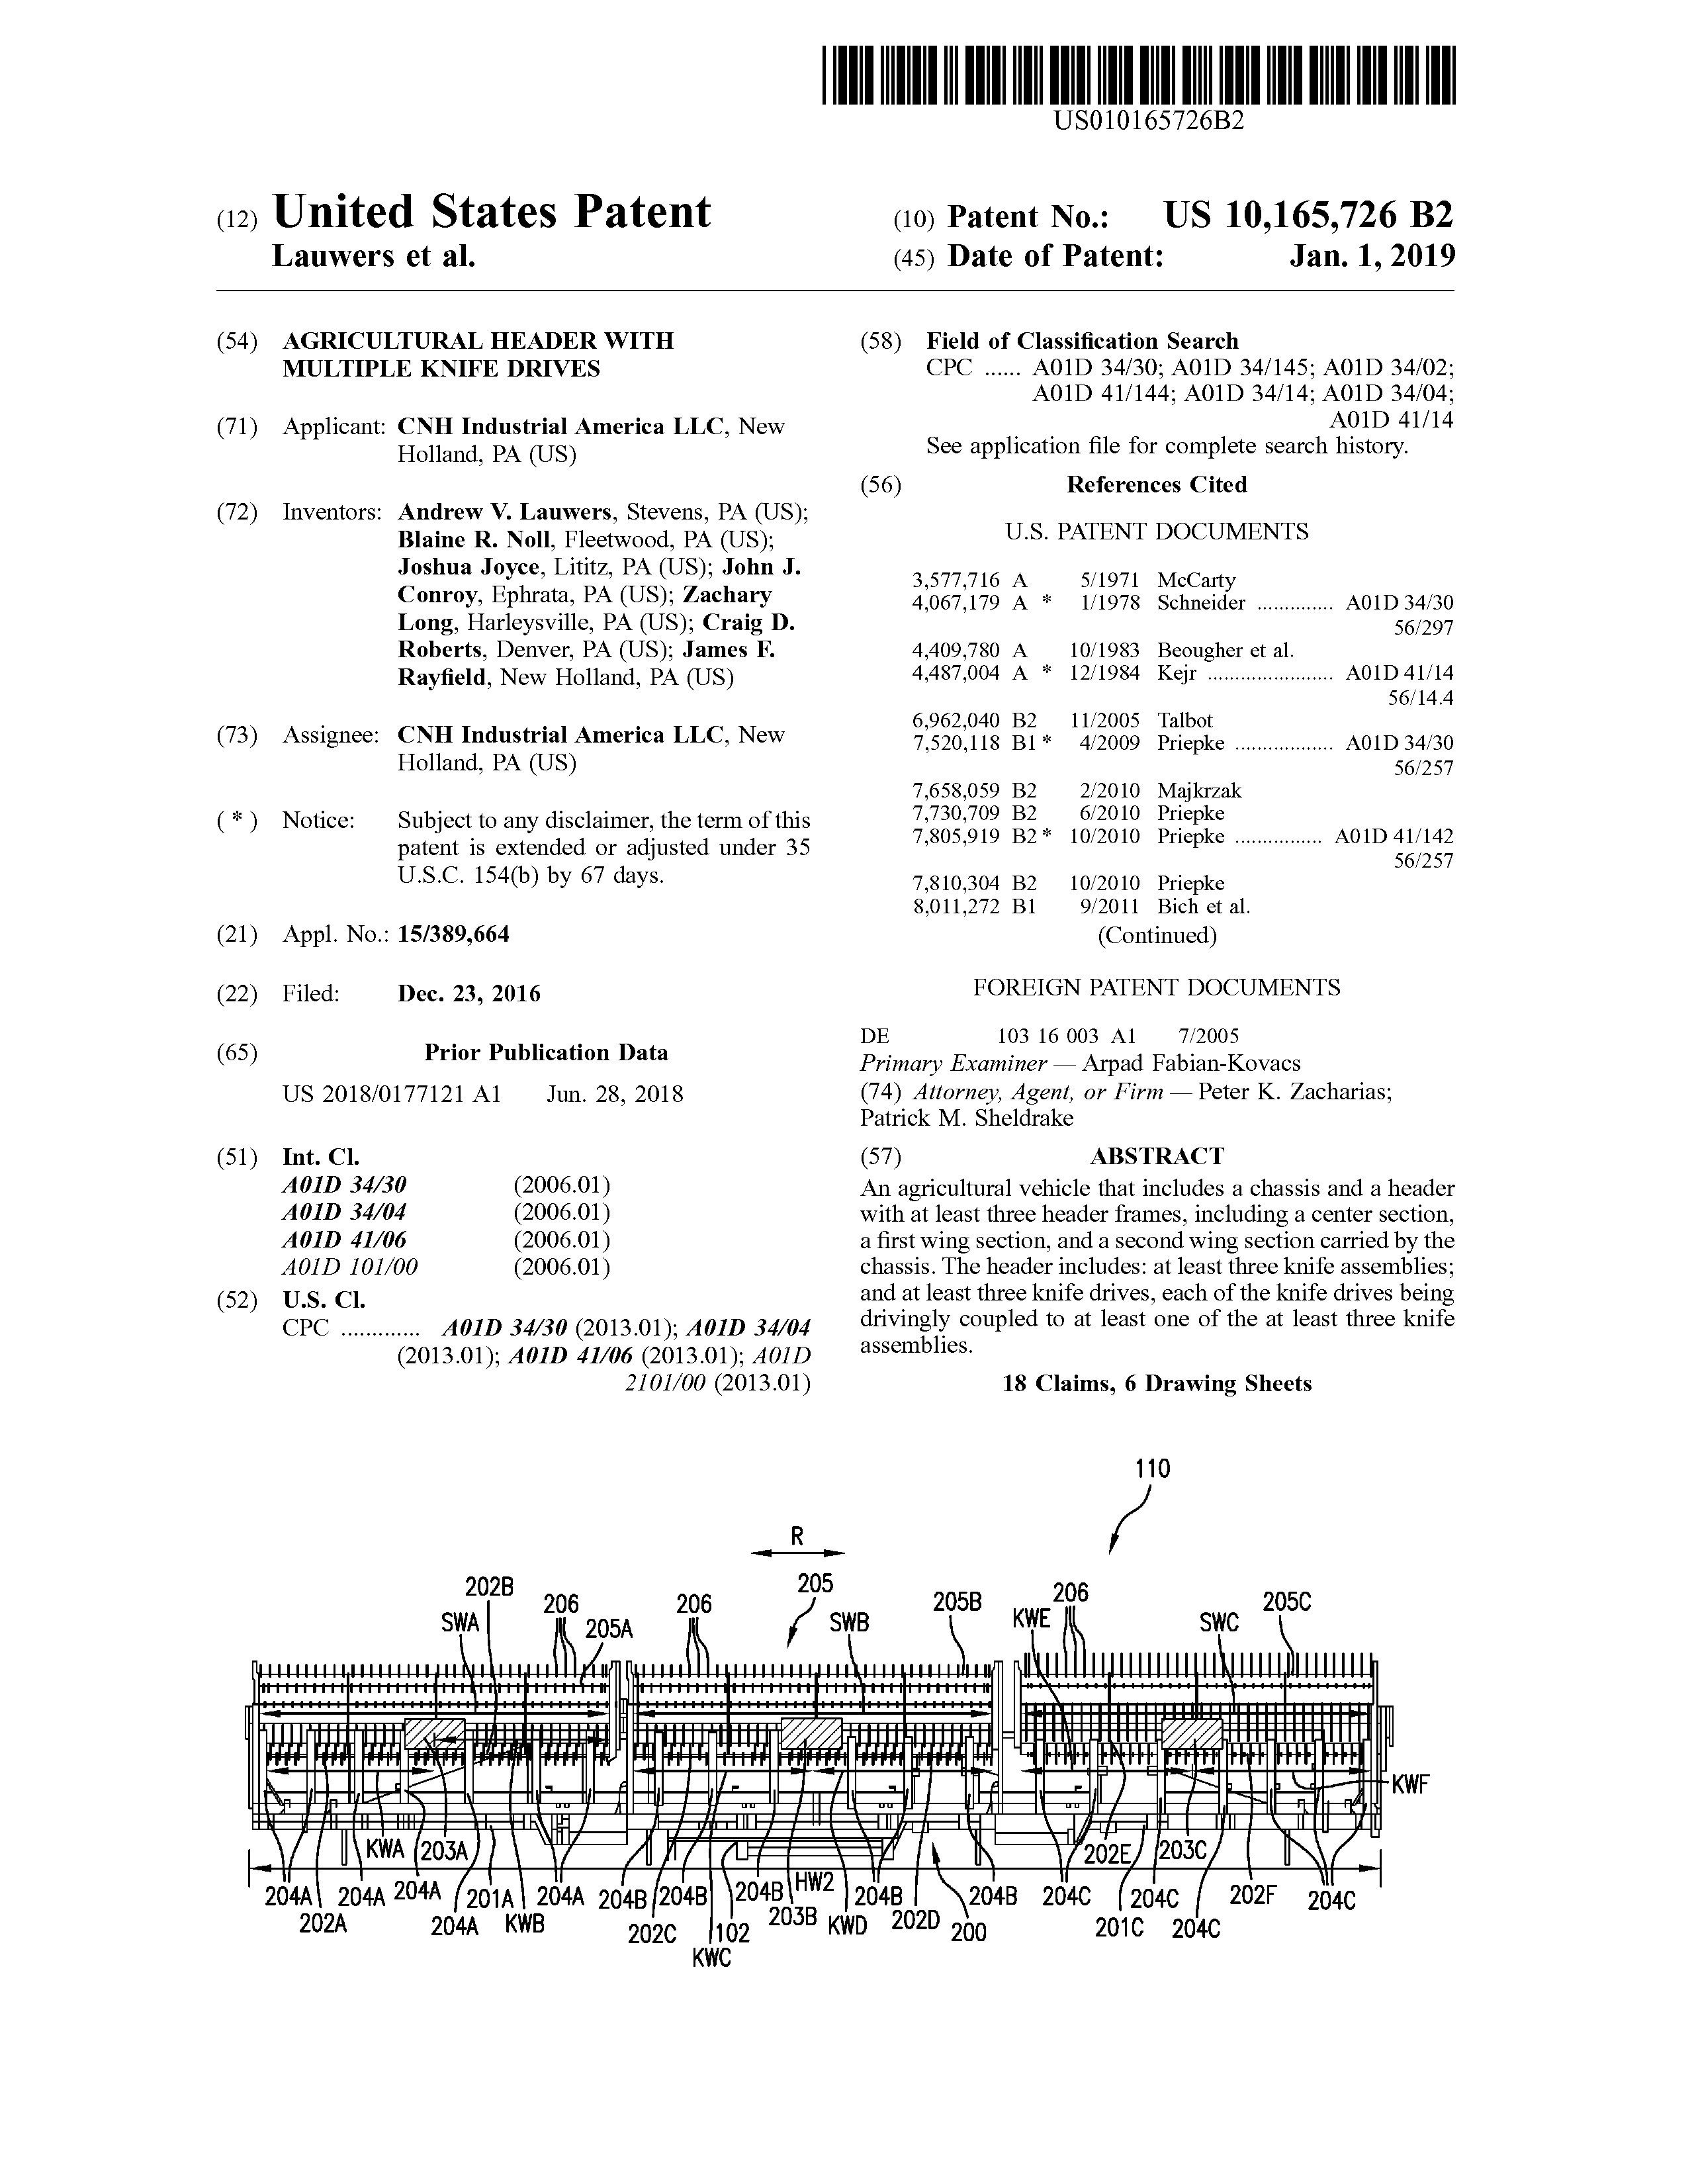 US010165726B2
(12) United States Patent
Lauwers et al.
(10) Patent No.: US 10,165,726 B2
(45) Date of Patent: Jan. 1, 2019
(54) AGRICULTURAL HEADER WITH
MULTIPLE KNIFE DRIVES
(71) Applicant: CNH Industrial America LLC, New
Holland, PA (US)
(72) Inventors: Andrew V. Lauwers, Stevens, PA (US);
Blaine R. Noll, Fleetwood, PA (US);
Joshua Joyce, Lititz, PA (US); John J.
Conroy, Ephrata, PA (US); Zachary
Long, Harleysville, PA (US); Craig D.
Roberts, Denver, PA (US); James F.
Rayfield, New Holland, PA (US)
(73) Assignee: CNH Industrial America LLC, New
Holland, PA (US)
( * ) Notice: Subject to any disclaimer, the term of this
patent is extended or adjusted under 35
U.S.C. 154(b) by 67 days.
(21) Appl. No.: 15/389,664
(22) Filed: Dec. 23, 2016
(65) Prior Publication Data
US 2018/0177121 A1 Jun. 28, 2018
(51) Int. Cl.
A01D 34/30 (2006.01)
A01D 34/04 (2006.01)
A01D 41/06 (2006.01)
A01D 101/00 (2006.01)
(52) U.S. Cl.
CPC ............. A01D 34/30 (2013.01); A01D 34/04
(2013.01); A01D 41/06 (2013.01); A01D
2101/00 (2013.01)
(58) Field of Classification Search
CPC ...... A01D 34/30; A01D 34/145; A01D 34/02;
A01D 41/144; A01D 34/14; A01D 34/04;
A01D 41/14
See application file for complete search history.
(56) References Cited
U.S. PATENT DOCUMENTS
3,577,716 A 5/1971 McCarty
4,067,179 A * 1/1978 Schneider .............. A01D 34/30
56/297
4,409,780 A 10/1983 Beougher et al.
4,487,004 A * 12/1984 Kejr ....................... A01D 41/14
56/14.4
6,962,040 B2 11/2005 Talbot
7,520,118 B1 * 4/2009 Priepke .................. A01D 34/30
56/257
7,658,059 B2 2/2010 Majkrzak
7,730,709 B2 6/2010 Priepke
7,805,919 B2 * 10/2010 Priepke ................ A01D 41/142
56/257
7,810,304 B2 10/2010 Priepke
8,011,272 B1 9/2011 Bich et al.
(Continued)
FOREIGN PATENT DOCUMENTS
DE 103 16 003 A1 7/2005
Primary Examiner — Arpad Fabian-Kovacs
(74) Attorney, Agent, or Firm — Peter K. Zacharias;
Patrick M. Sheldrake
(57) ABSTRACT
An agricultural vehicle that includes a chassis and a header
with at least three header frames, including a center section,
a first wing section, and a second wing section carried by the
chassis. The header includes: at least three knife assemblies;
and at least three knife drives, each of the knife drives being
drivingly coupled to at least one of the at least three knife
assemblies.
18 Claims, 6 Drawing Sheets
110
R
202B 206 206 205 205B 206 205C
SWA 205A SWB KWE SWC
KWF
KWA 203A 202E 203C
204A 204A 204A 201A 204A 204B 204B 204B HW2 204B 204B 204C 204C 202F 204C
202A 204A KWB 202C 102 203B KWD 202D 200 201C 204C
KWC